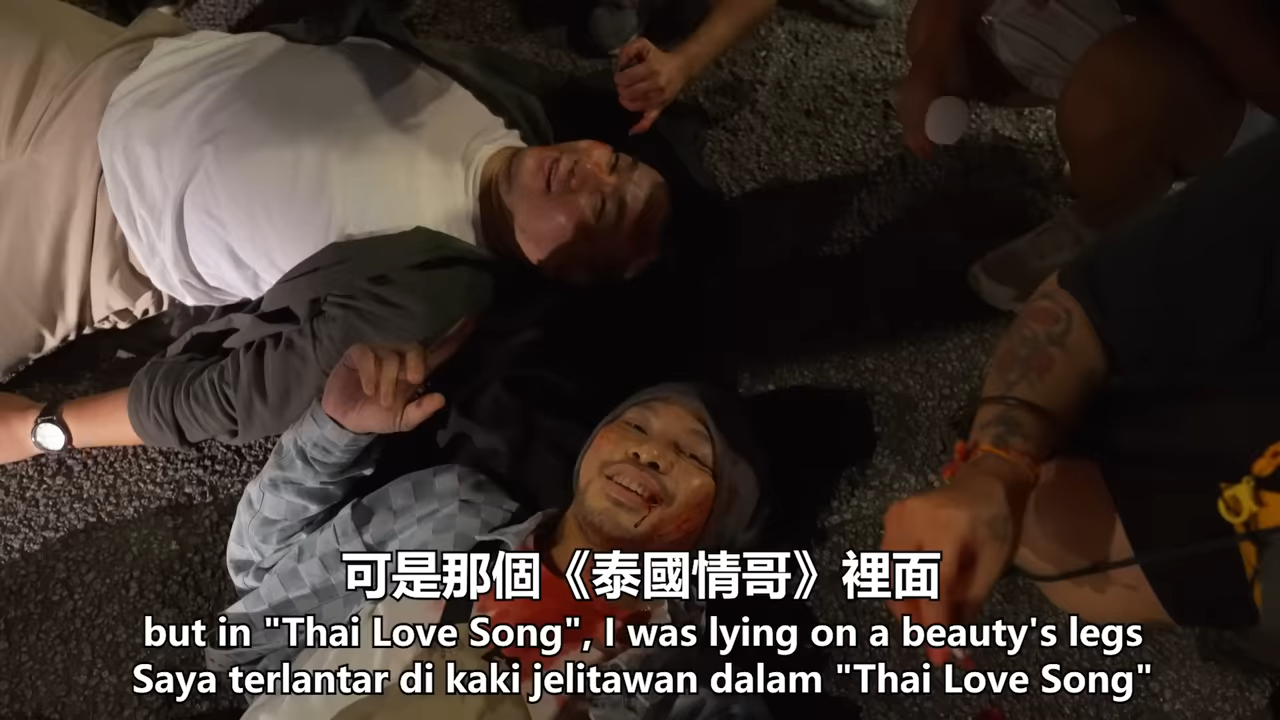 可是那個《泰國情哥》裡面
but in "Thai Love Song", I was lying on a beauty's legs
Saya terlantar di kaki jelitawan dalam "Thai Love Song"